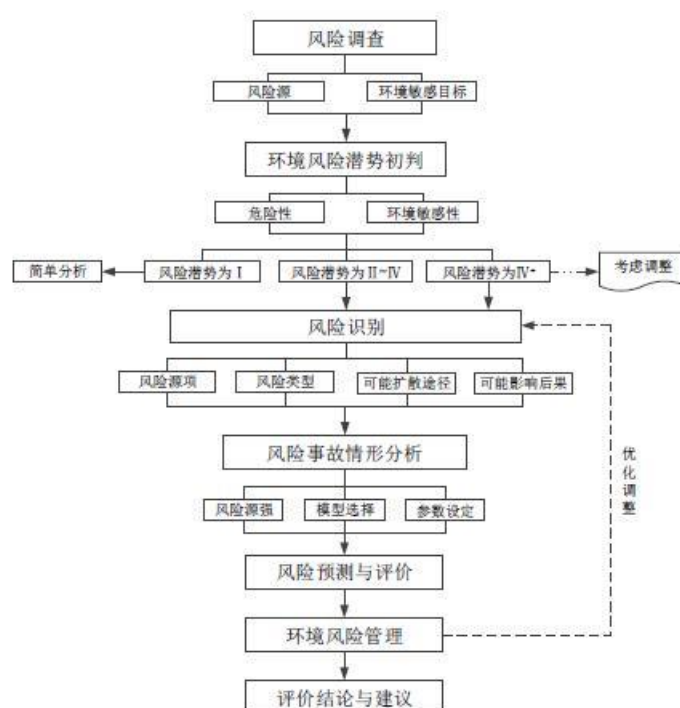 风险调查
风险源
环境敏感目标
环境风险潜势初判
危险性
环境敏感性
简单分析
风险潜势为 I
风险潜势为 II~IV
风险潜势为IV+
考虑调整
风险识别
风险源项
风险类型
可能扩散途径
可能影响后果
风险事故情形分析
优化调整
风险源强
模型选择
参数设定
风险预测与评价
环境风险管理
评价结论与建议